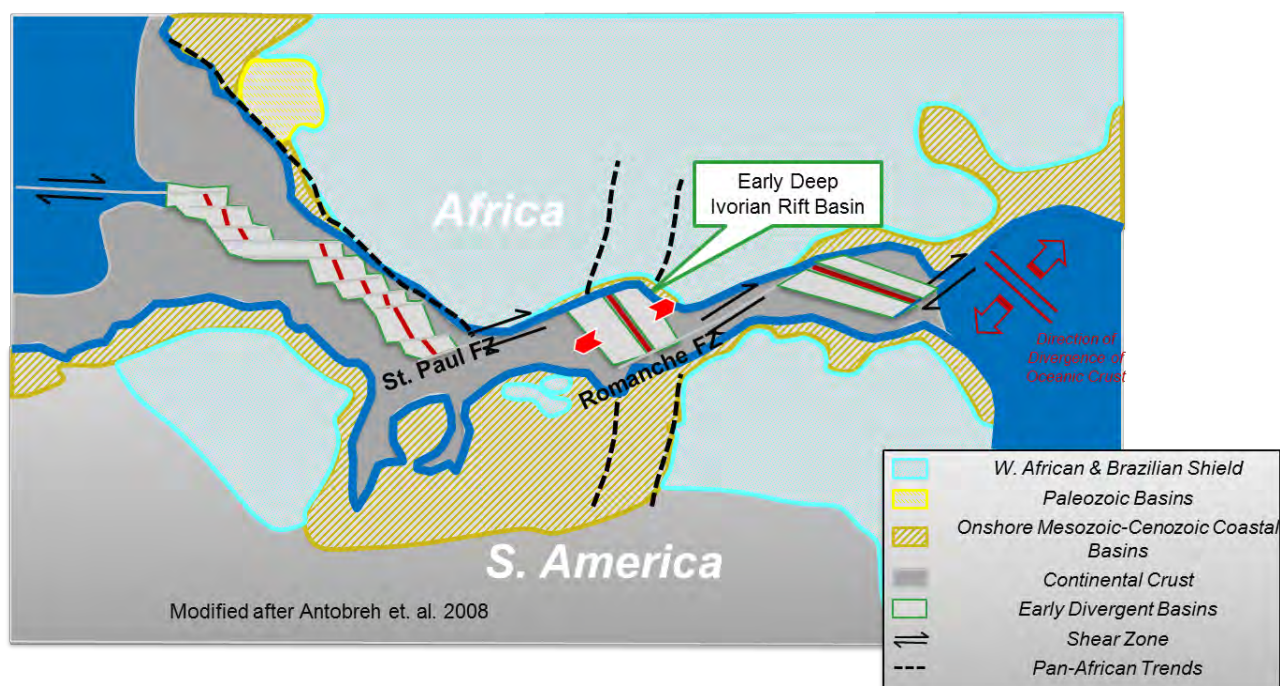 Africa
Early Deep
Ivorian Rift Basin
St. Paul FZ
Romanche FZ
Direction of
Divergence of
Oceanic Crust
S. America
Modified after Antobreh et. al. 2008
W. African & Brazilian Shield
Paleozoic Basins
Onshore Mesozoic-Cenozoic Coastal
Basins
Continental Crust
Early Divergent Basins
Shear Zone
Pan-African Trends